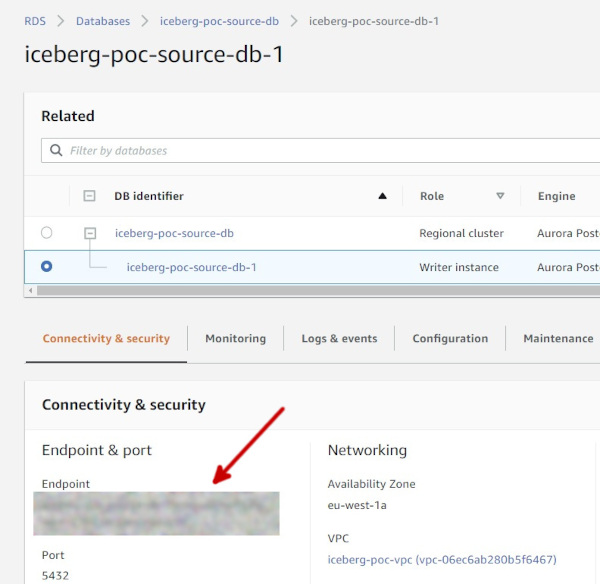 RDS > Databases > iceberg-poc-source-db > iceberg-poc-source-db-1
iceberg-poc-source-db-1
Related
Filter by databases
DB identifier Role Engine
iceberg-poc-source-db Regional cluster Aurora Post
iceberg-poc-source-db-1 Writer instance Aurora Post
Connectivity & security Monitoring Logs & events Configuration Maintenance
Connectivity & security
Endpoint & port
Endpoint
Port
5432
Networking
Availability Zone
eu-west-1a
VPC
iceberg-poc-vpc (vpc-06ec6ab280b5f6467)